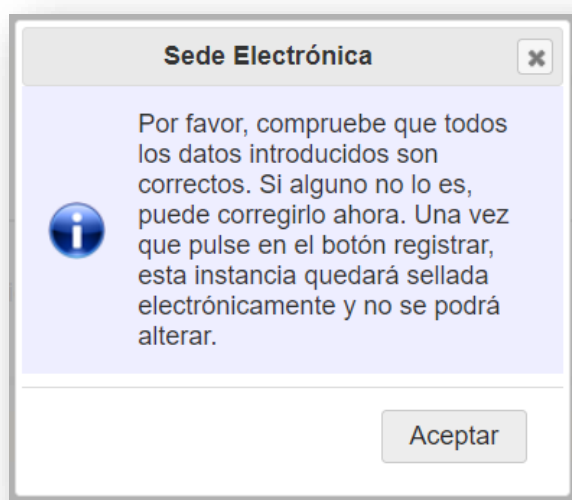 Sede Electrónica
Por favor, compruebe que todos
los datos introducidos son
correctos. Si alguno no lo es,
puede corregirlo ahora. Una vez
que pulse en el botón registrar,
esta instancia quedará sellada
electrónicamente y no se podrá
alterar.
Aceptar